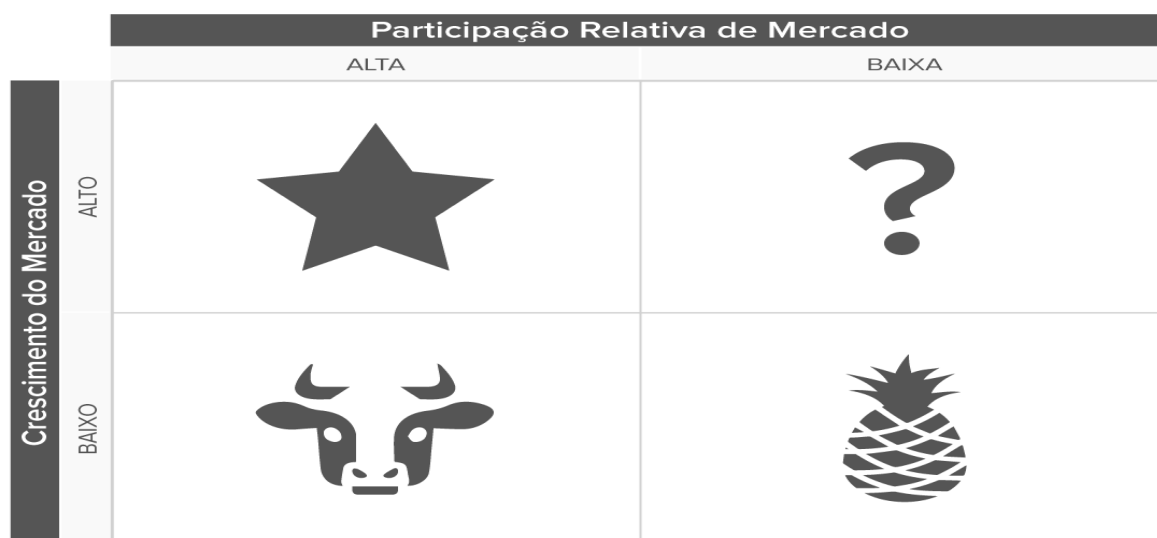 Participação Relativa de Mercado
ALTA
BAIXA
Crescimento do Mercado
ALTO
?
BAIXO